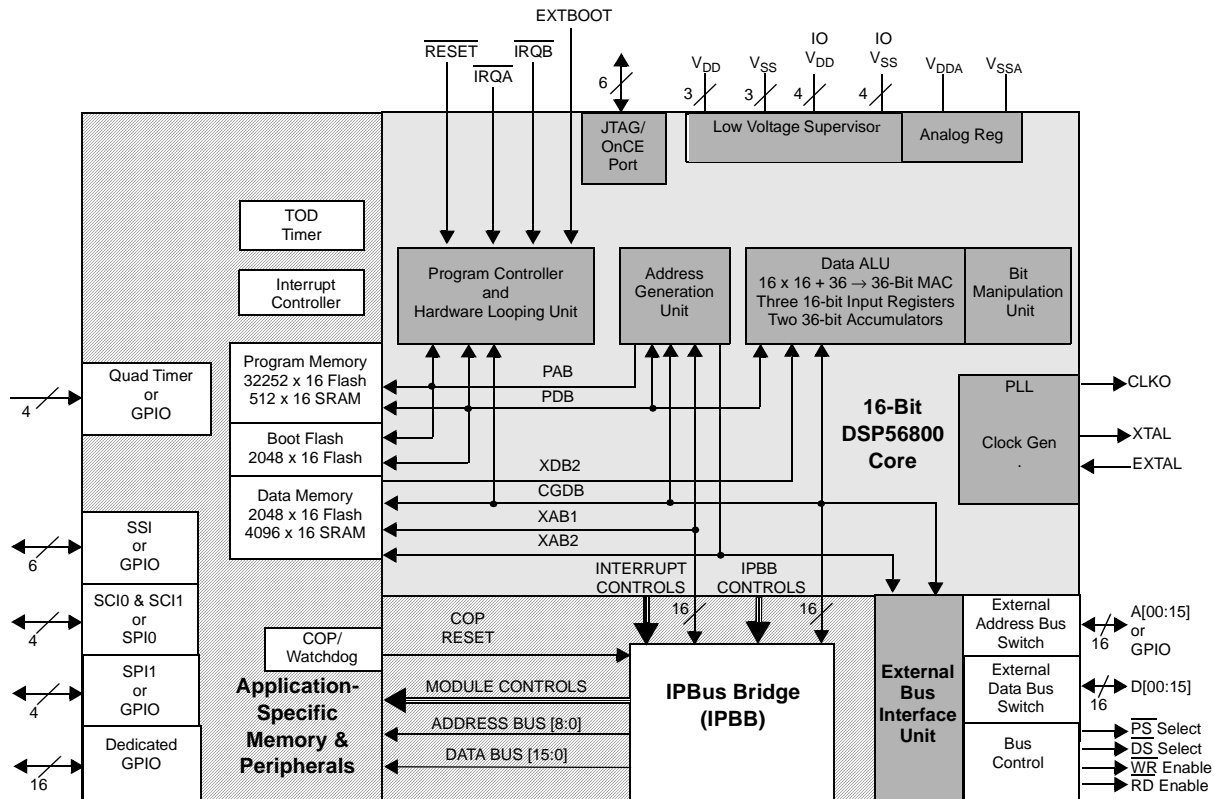 EXTBOOT
RESET
IRQA
IRQB
6
VDD
3
VSS
3
IO
VDD
4
IO
VSS
4
VDDA
VSSA
JTAG/
OnCE
Port
Low Voltage Supervisor
Analog Reg
TOD
Timer
Interrupt
Controller
Program Controller
and
Hardware Looping Unit
Address
Generation
Unit
Data ALU
16 x 16 + 36 → 36-Bit MAC
Three 16-bit Input Registers
Two 36-bit Accumulators
Bit
Manipulation
Unit
Quad Timer
or
GPIO
4
Program Memory
32252 x 16 Flash
512 x 16 SRAM
Boot Flash
2048 x 16 Flash
Data Memory
2048 x 16 Flash
4096 x 16 SRAM
PAB
PDB
XDB2
CGDB
XAB1
XAB2
16-Bit
DSP56800
Core
PLL
Clock Gen
.
CLKO
XTAL
EXTAL
SSI
or
GPIO
6
SCI0 & SCI1
or
SPI0
4
SPI1
or
GPIO
4
Dedicated
GPIO
16
INTERRUPT
CONTROLS
16
IPBB
CONTROLS
16
COP/
Watchdog
COP
RESET
MODULE CONTROLS
ADDRESS BUS [8:0]
DATA BUS [15:0]
Application-
Specific
Memory &
Peripherals
IPBus Bridge
(IPBB)
External
Bus
Interface
Unit
External
Address Bus
Switch
External
Data Bus
Switch
Bus
Control
A[00:15]
or
GPIO
16
D[00:15]
16
PS Select
DS Select
WR Enable
RD Enable